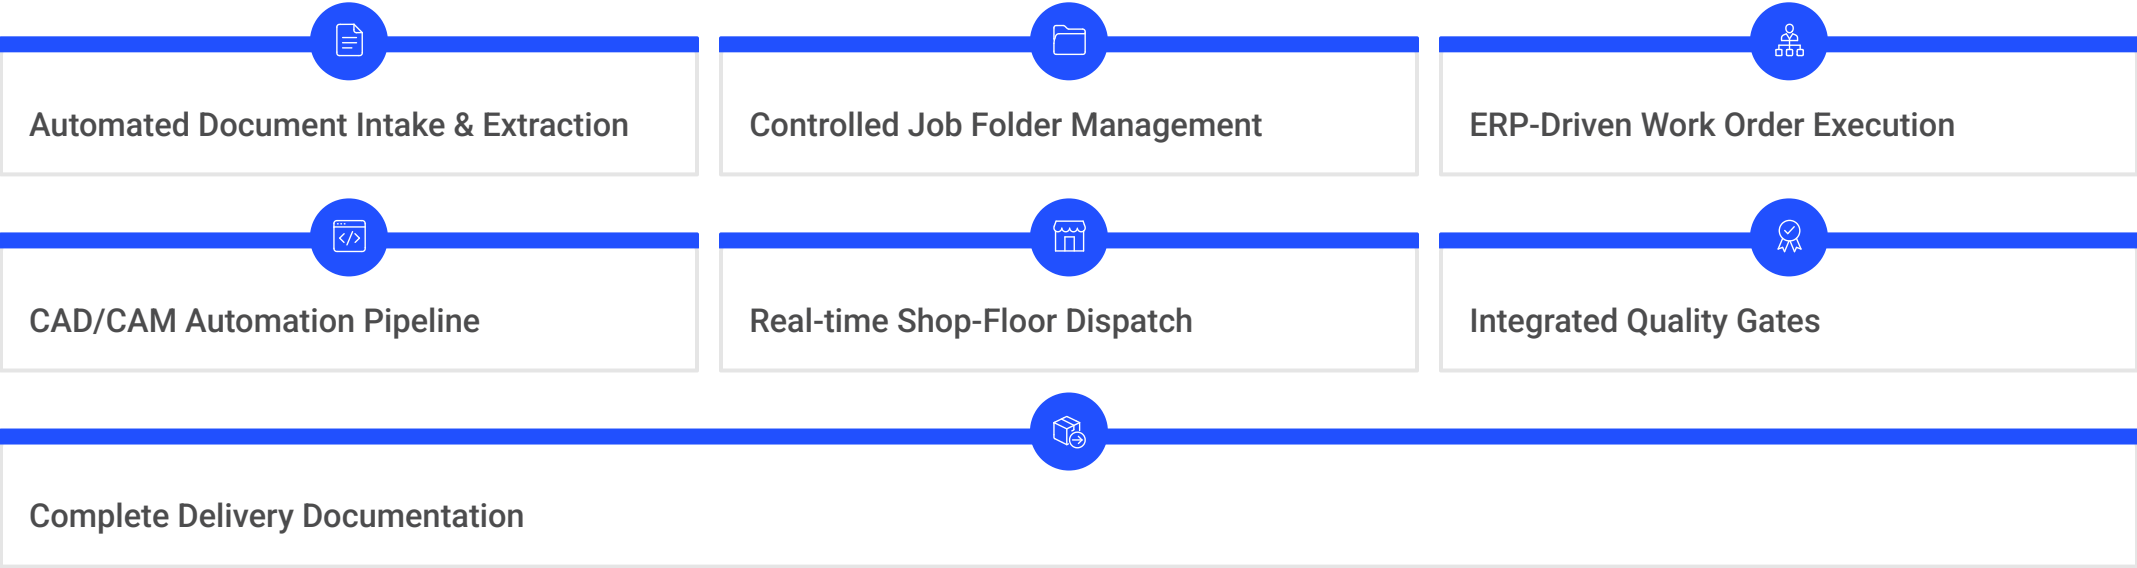 Automated Document Intake & Extraction
Controlled Job Folder Management
ERP-Driven Work Order Execution
CAD/CAM Automation Pipeline
Real-time Shop-Floor Dispatch
Integrated Quality Gates
Complete Delivery Documentation